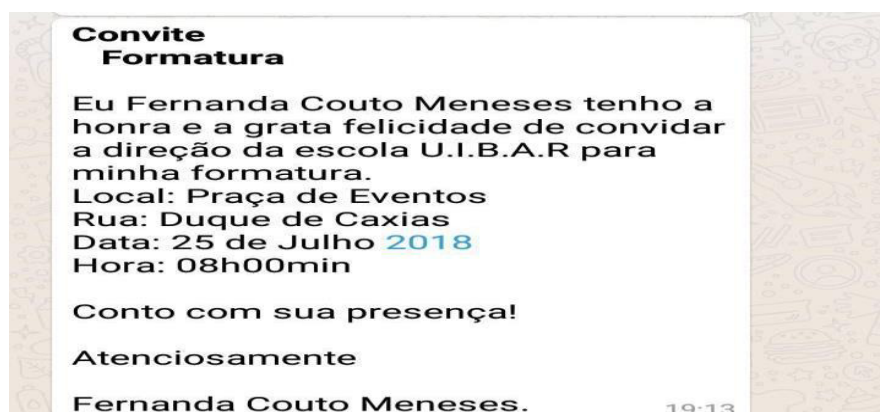 Convite
Formatura
Eu Fernanda Couto Meneses tenho a
honra e a grata felicidade de convidar
a direção da escola U.I.B.A.R para
minha formatura.
Local: Praça de Eventos
Rua: Duque de Caxias
Data: 25 de Julho 2018
Hora: 08h00min
Conto com sua presença!
Atenciosamente
Fernanda Couto Meneses.
19:13